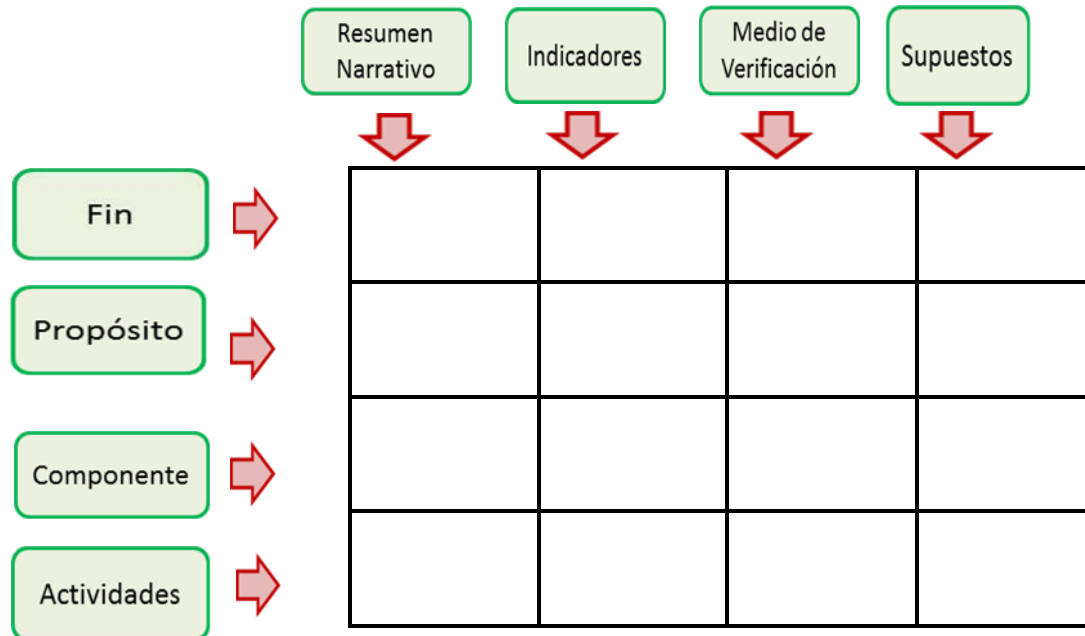 Resumen
Narrativo
Indicadores
Medio de
Verificación
Supuestos
Fin
Propósito
Componente
Actividades